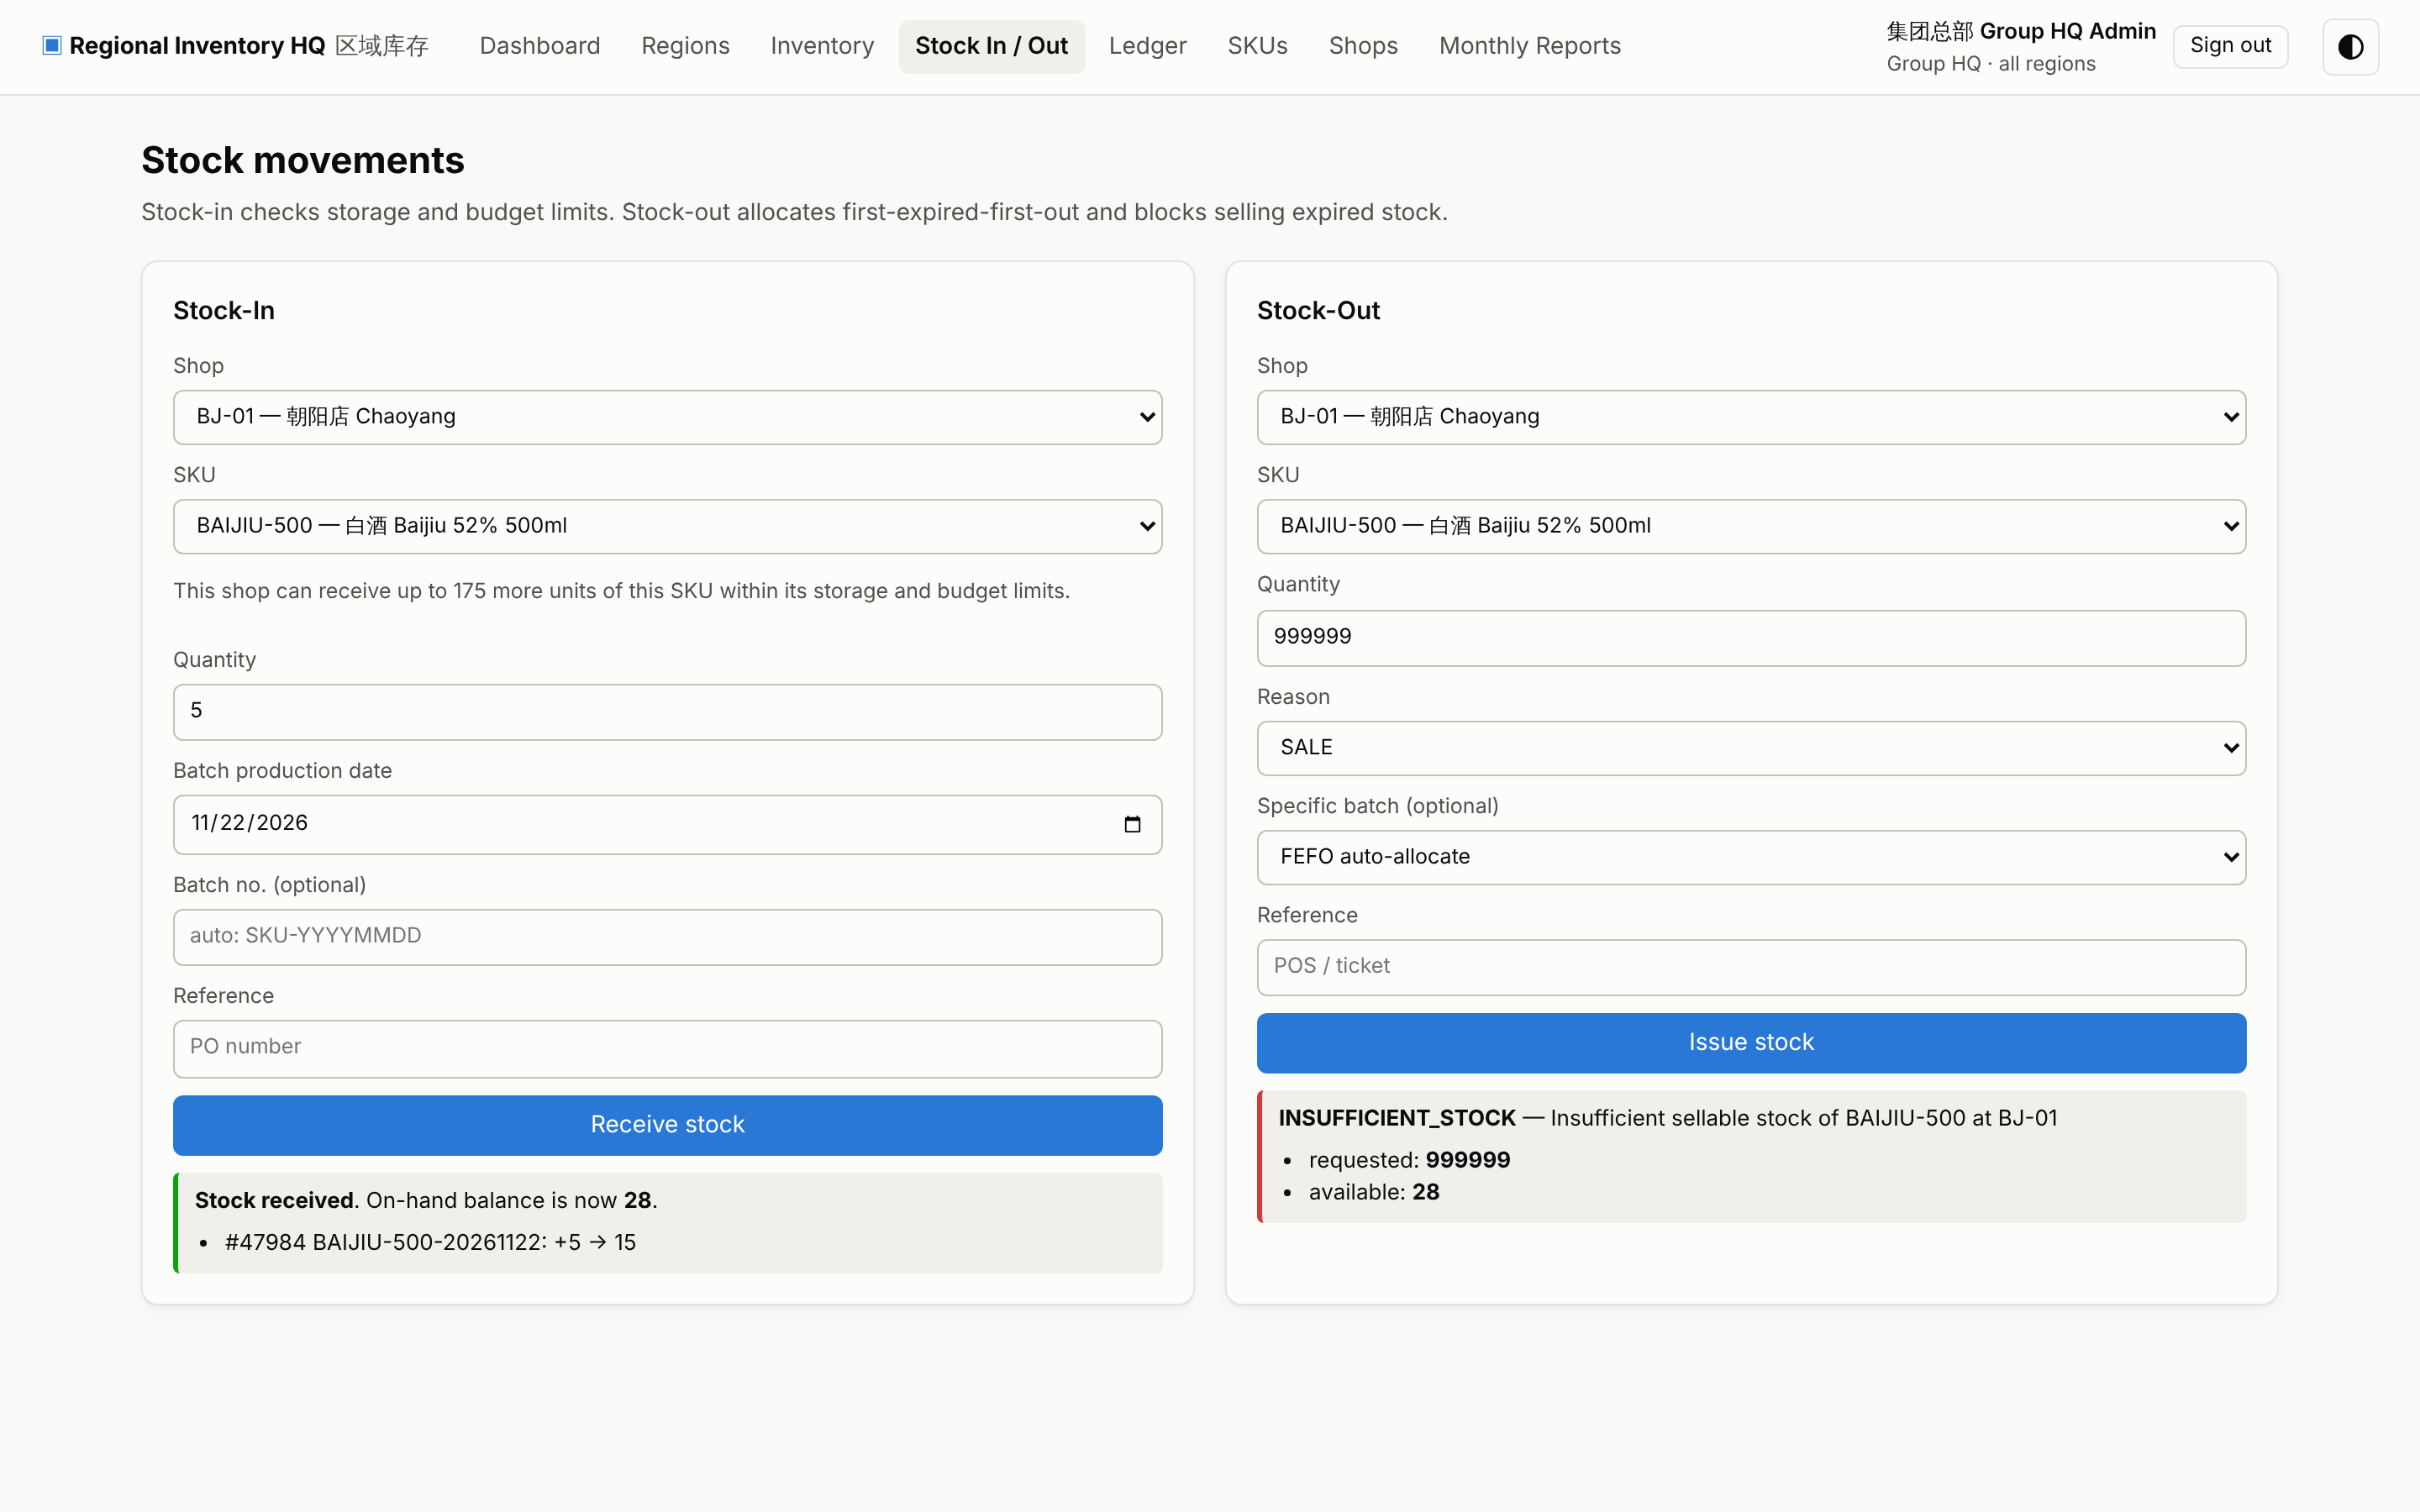 Regional Inventory HQ 区域库存
Dashboard
Regions
Inventory
Stock In / Out
Ledger
SKUs
Shops
Monthly Reports
集团总部 Group HQ Admin
Group HQ · all regions
Sign out
Stock movements
Stock-in checks storage and budget limits. Stock-out allocates first-expired-first-out and blocks selling expired stock.
Stock-In
Shop
BJ-01 — 朝阳店 Chaoyang
SKU
BAIJIU-500 — 白酒 Baijiu 52% 500ml
This shop can receive up to 175 more units of this SKU within its storage and budget limits.
Quantity
5
Batch production date
11/22/2026
Batch no. (optional)
auto: SKU-YYYYMMDD
Reference
PO number
Receive stock
Stock received. On-hand balance is now 28.
• #47984 BAIJIU-500-20261122: +5 → 15
Stock-Out
Shop
BJ-01 — 朝阳店 Chaoyang
SKU
BAIJIU-500 — 白酒 Baijiu 52% 500ml
Quantity
999999
Reason
SALE
Specific batch (optional)
FEFO auto-allocate
Reference
POS / ticket
Issue stock
INSUFFICIENT_STOCK — Insufficient sellable stock of BAIJIU-500 at BJ-01
• requested: 999999
• available: 28